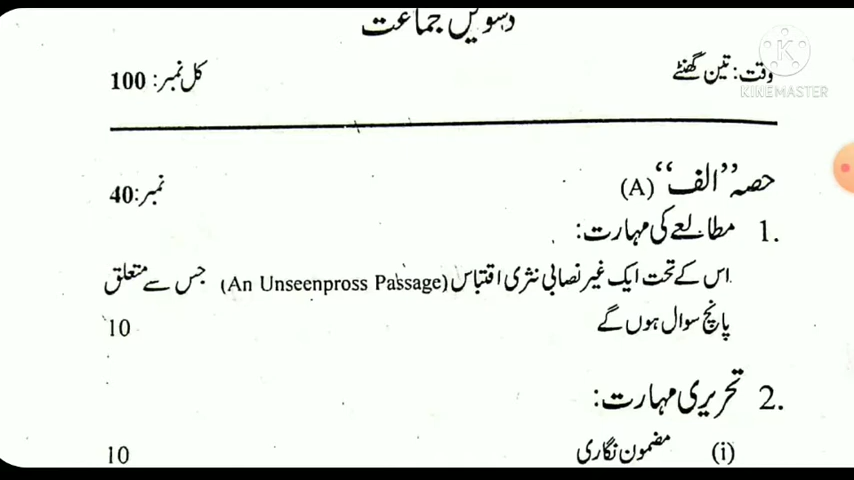 دسویں جماعت
وقت: تین گھنٹے کل نمبر: 100
KINEMASTER
حصہ ’’الف‘‘ (A) نمبر: 40
1. مطالعے کی مہارت:
اس کے تحت ایک غیر نصابی نثری اقتباس (An Unseenpross Passage) جس سے متعلق
پانچ سوال ہوں گے 10
2. تحریری مہارت:
(i) مضمون نگاری 10